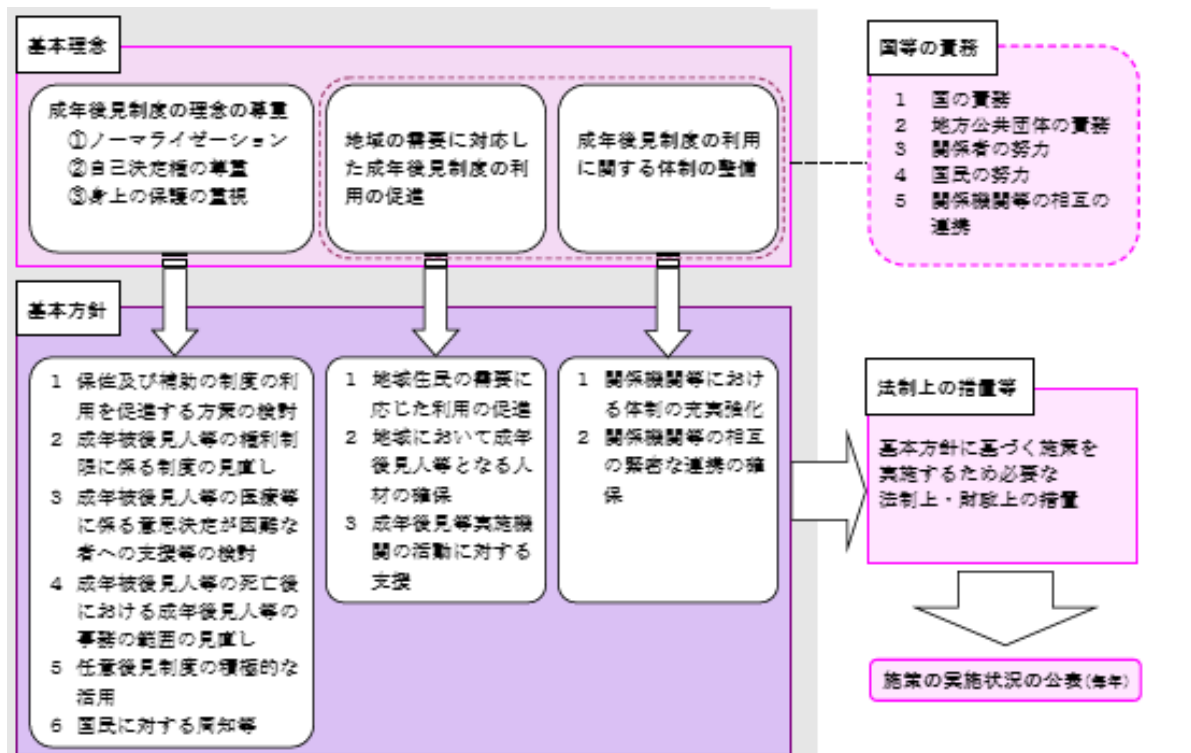 基本理念
成年後見制度の理念の尊重
①ノーマライゼーション
②自己決定権の尊重
③身上の保護の重視
地域の需要に対応し
た成年後見制度の利
用の促進
成年後見制度の利用
に関する体制の整備
国等の責務
1 国の責務
2 地方公共団体の責務
3 関係者の努力
4 国民の努力
5 関係機関等の相互の
連携
基本方針
1 保佐及び補助の制度の利
用を促進する方策の検討
2 成年被後見人等の権利制
限に係る制度の見直し
3 成年被後見人等の医療等
に係る意思決定が困難な
者への支援等の検討
4 成年被後見人等の死亡後
における成年後見人等の
事務の範囲の見直し
5 任意後見制度の積極的な
活用
6 国民に対する周知等
1 地域住民の需要に
応じた利用の促進
2 地域において成年
後見人等となる人
材の確保
3 成年後見等実施機
関の活動に対する
支援
1 関係機関等におけ
る体制の充実強化
2 関係機関等の相互
の緊密な連携の確
保
法制上の措置等
基本方針に基づく施策を
実施するため必要な
法制上・財政上の措置
施策の実施状況の公表(毎年)